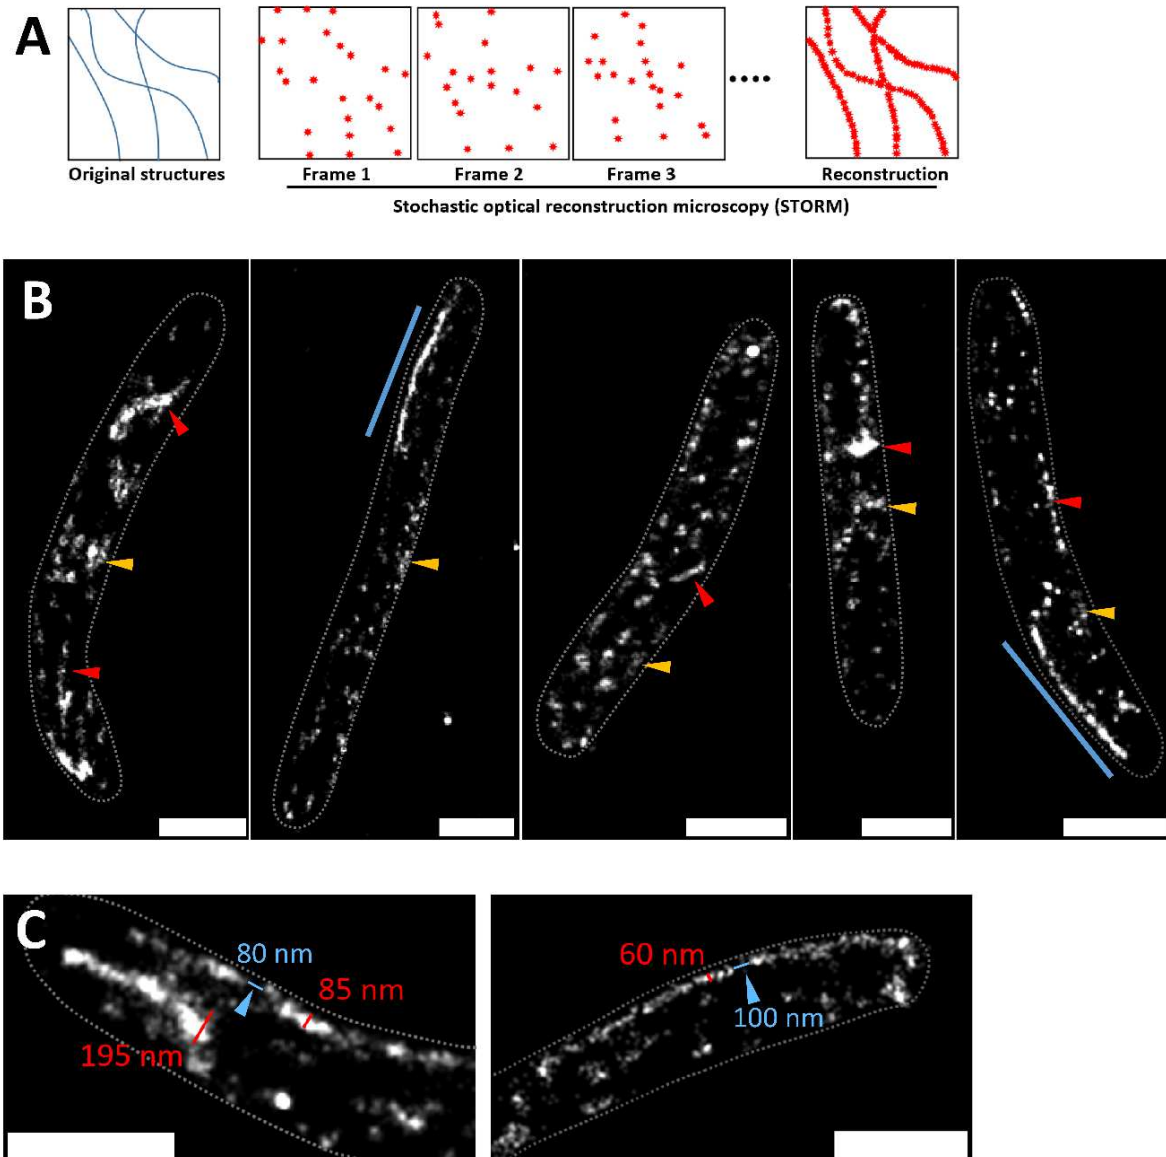 A
Original structures
Frame 1
Frame 2
Frame 3
Reconstruction
Stochastic optical reconstruction microscopy (STORM)
B
C
80 nm
85 nm
195 nm
60 nm
100 nm